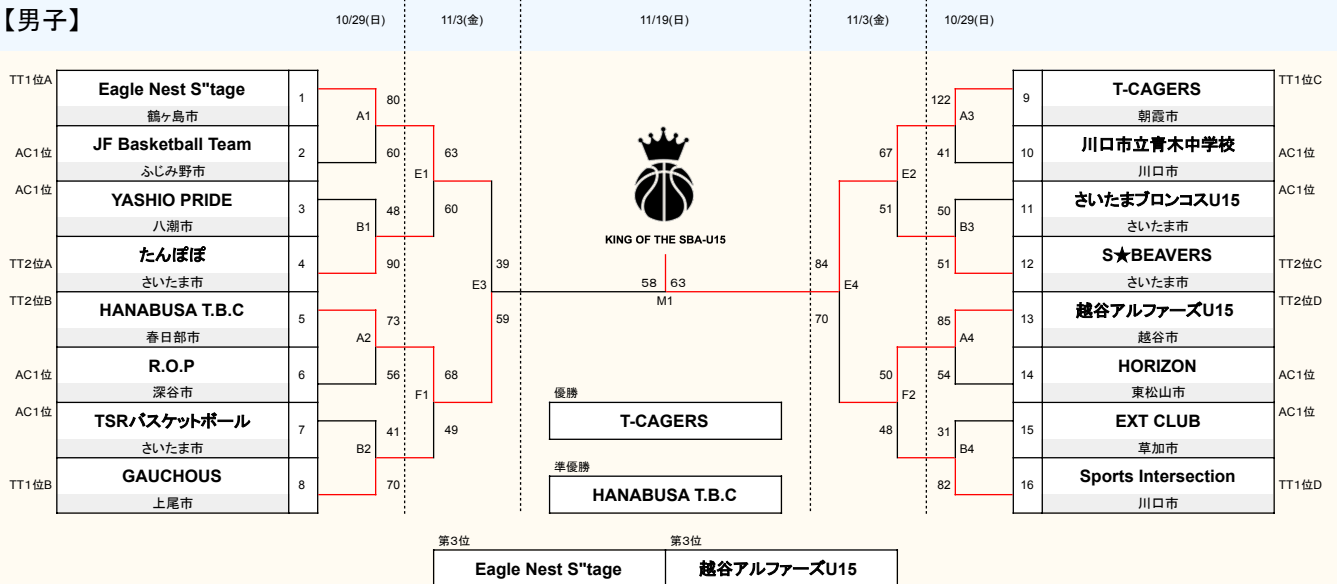 【男子】
10/29(日)
11/3(金)
11/19(日)
11/3(金)
10/29(日)
TT1位A
Eagle Nest S"tage
鶴ヶ島市
1
AC1位
JF Basketball Team
ふじみ野市
2
AC1位
YASHIO PRIDE
八潮市
3
TT2位A
たんぽぽ
さいたま市
4
TT2位B
HANABUSA T.B.C
春日部市
5
AC1位
R.O.P
深谷市
6
AC1位
TSRバスケットボール
さいたま市
7
TT1位B
GAUCHOUS
上尾市
8
A1
80
60
B1
48
90
A2
73
56
B2
41
70
E1
63
60
F1
68
49
E3
39
59
KING OF THE SBA-U15
58
63
M1
優勝
T-CAGERS
準優勝
HANABUSA T.B.C
第3位
Eagle Nest S"tage
第3位
越谷アルファーズU15
84
E4
70
67
E2
51
50
F2
48
122
A3
41
50
B3
51
85
A4
54
31
B4
82
9
T-CAGERS
朝霞市
TT1位C
10
川口市立青木中学校
川口市
AC1位
11
さいたまブロンコスU15
さいたま市
AC1位
12
S★BEAVERS
さいたま市
TT2位C
13
越谷アルファーズU15
越谷市
TT2位D
14
HORIZON
東松山市
AC1位
15
EXT CLUB
草加市
AC1位
16
Sports Intersection
川口市
TT1位D